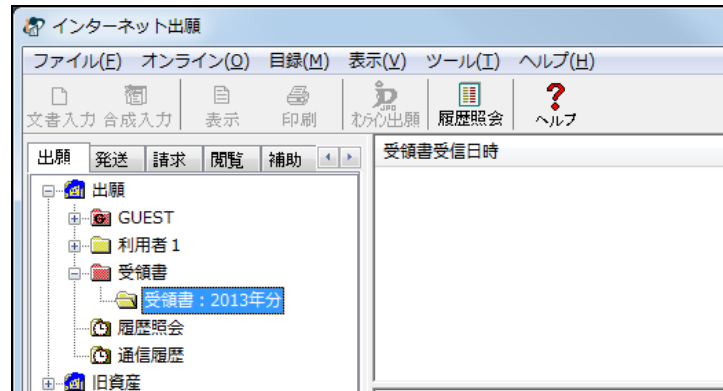 インターネット出願
ファイル(F) オンライン(O) 目録(M) 表示(V) ツール(T) ヘルプ(H)
文書入力 合成入力 表示 印刷 オンライン出願 履歴照会 ヘルプ
出願 発送 請求 閲覧 補助
受領書受信日時
出願
GUEST
利用者1
受領書
受領書:2013年分
履歴照会
通信履歴
旧資産